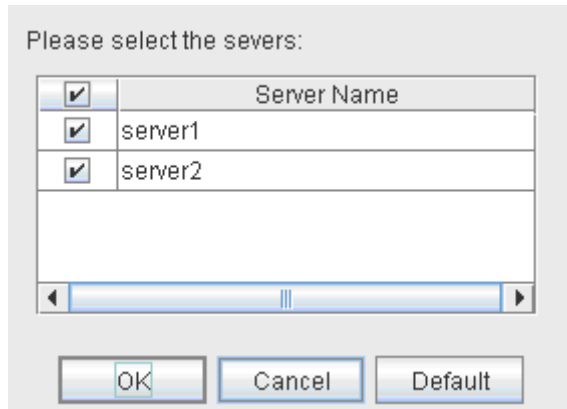 Please select the severs:
Server Name
server1
server2
OK Cancel Default